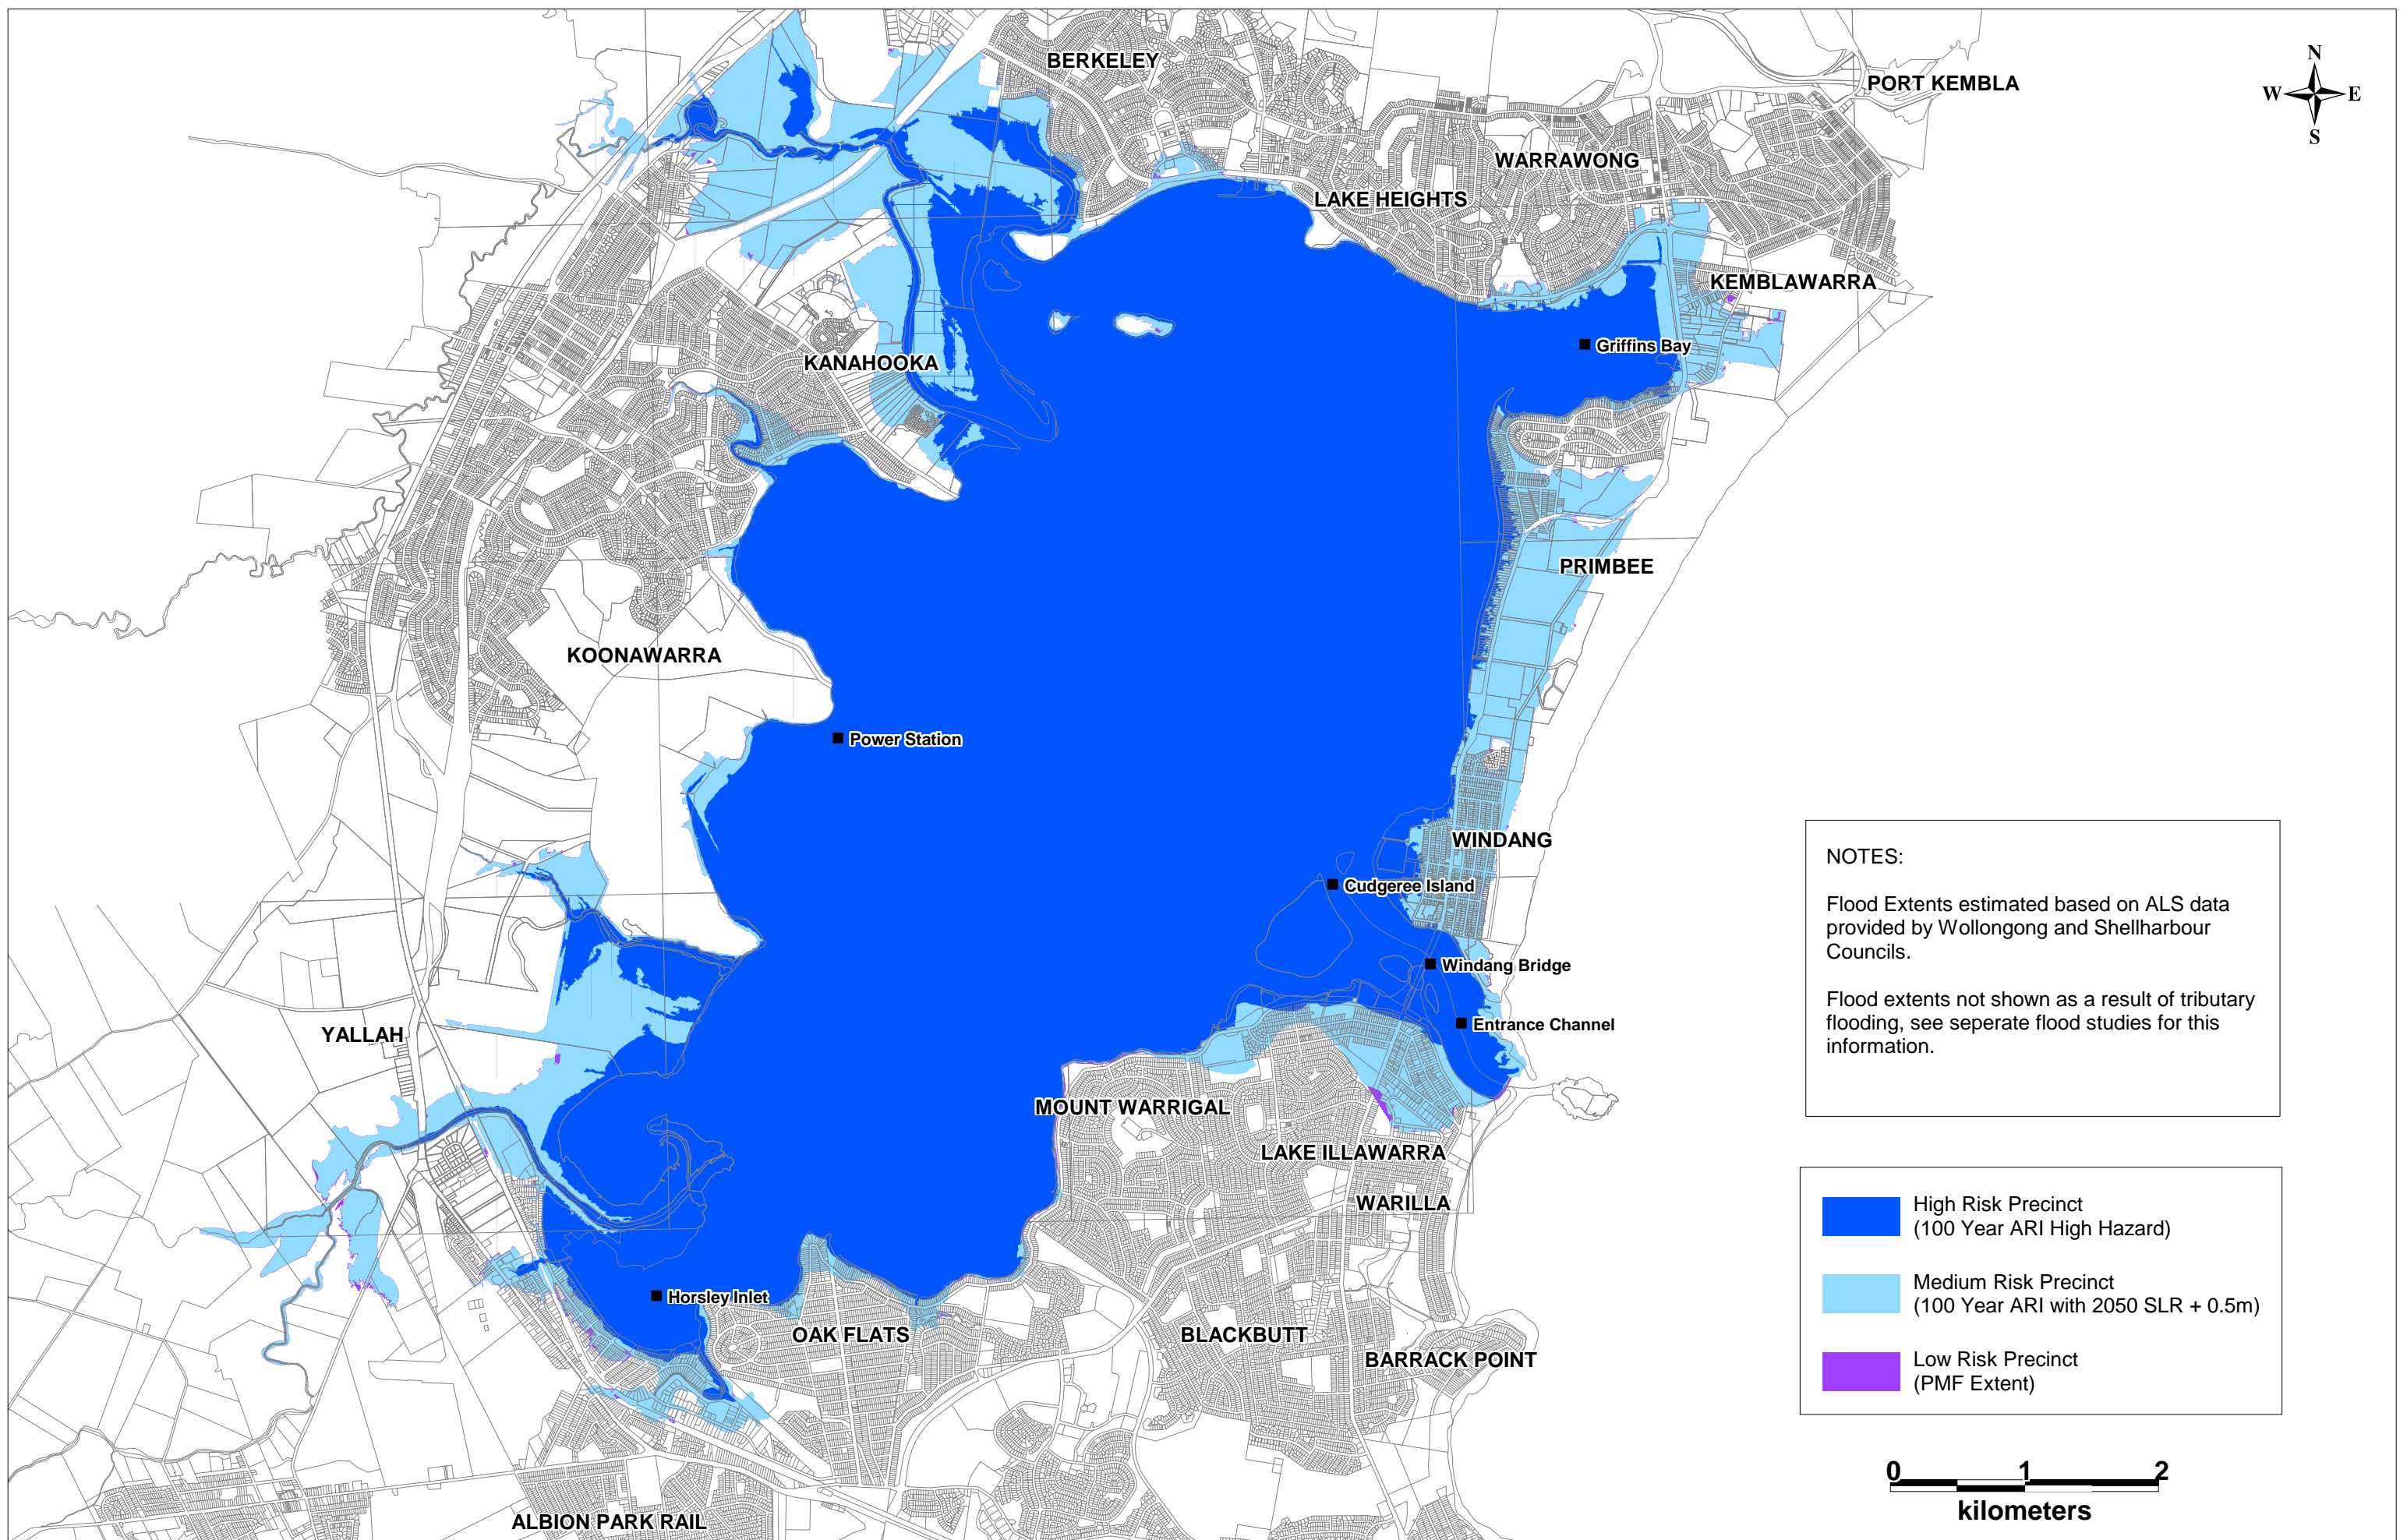 BERKELEY
PORT KEMBLA
N
W
E
S
WARRAWONG
LAKE HEIGHTS
KEMBLAWARRA
Griffins Bay
KANAHOOKA
PRIMBEE
KOONAWARRA
Power Station
WINDANG
Cudgeree Island
Windang Bridge
Entrance Channel
YALLAH
MOUNT WARRIGAL
LAKE ILLAWARRA
WARILLA
Horsley Inlet
OAK FLATS
BLACKBUTT
BARRACK POINT
ALBION PARK RAIL
NOTES:
Flood Extents estimated based on ALS data
provided by Wollongong and Shellharbour
Councils.
Flood extents not shown as a result of tributary
flooding, see seperate flood studies for this
information.
High Risk Precinct
(100 Year ARI High Hazard)
Medium Risk Precinct
(100 Year ARI with 2050 SLR + 0.5m)
Low Risk Precinct
(PMF Extent)
0 1 2
kilometers